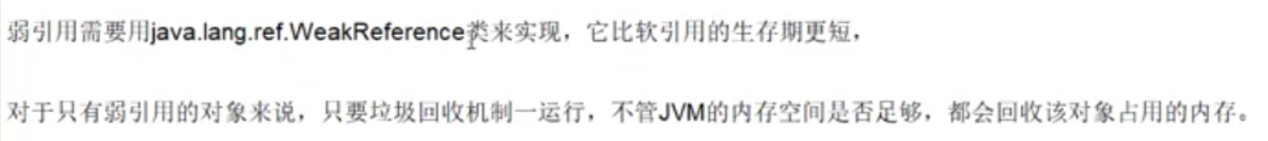 弱引用需要用java.lang.ref.WeakReference类来实现，它比软引用的生存期更短，
对于只有弱引用的对象来说，只要垃圾回收机制一运行，不管JVM的内存空间是否足够，都会回收该对象占用的内存。